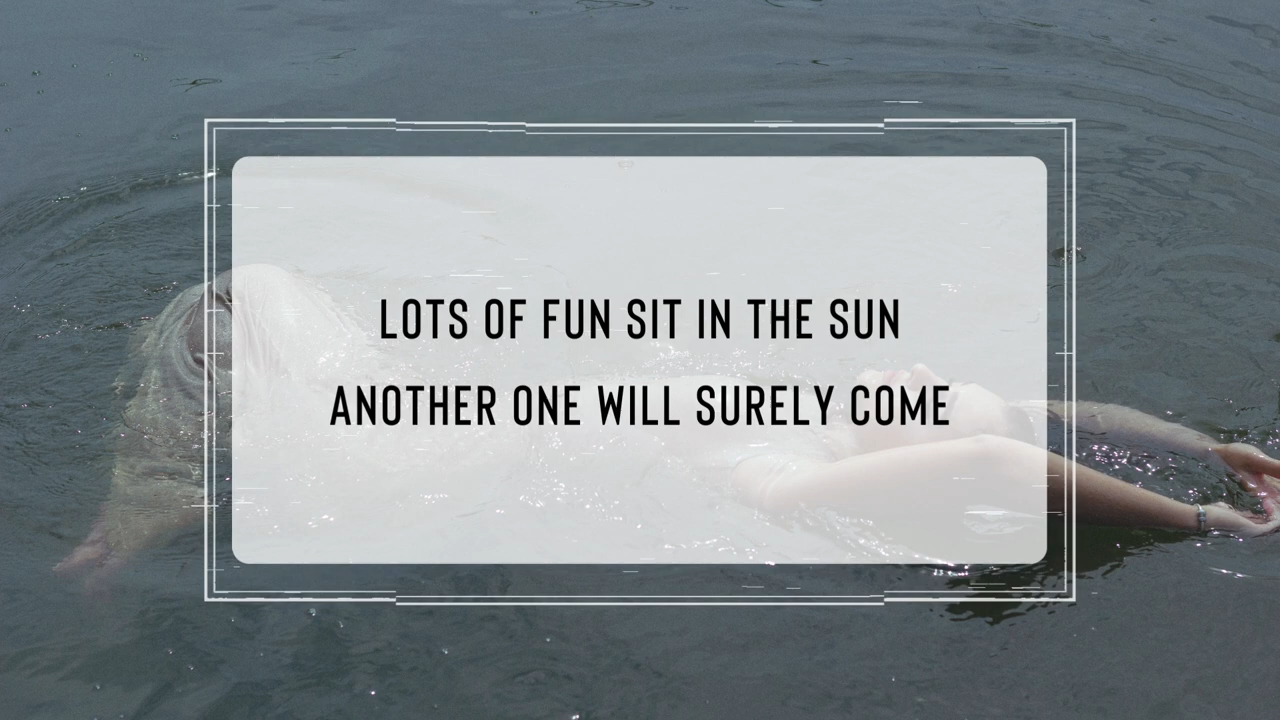 LOTS OF FUN SIT IN THE SUN
ANOTHER ONE WILL SURELY COME